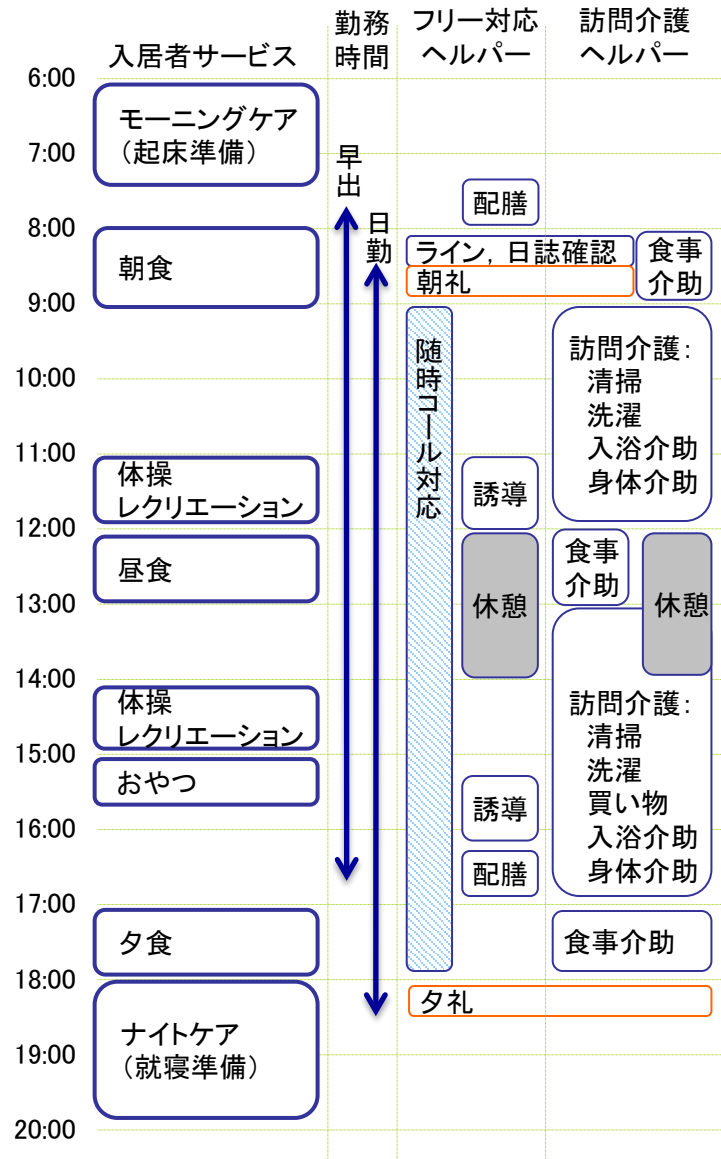 入居者サービス
勤務
時間
フリー対応
ヘルパー
訪問介護
ヘルパー
6:00
モーニングケア
（起床準備）
7:00
早出
配膳
8:00
日勤
朝食
ライン，日誌確認
朝礼
食事
介助
9:00
随時コール対応
訪問介護：
清掃
洗濯
入浴介助
身体介助
10:00
11:00
体操
レクリエーション
誘導
12:00
昼食
休憩
食事
介助
休憩
13:00
14:00
体操
レクリエーション
訪問介護：
清掃
洗濯
買い物
入浴介助
身体介助
15:00
おやつ
誘導
16:00
配膳
17:00
夕食
食事介助
18:00
夕礼
ナイトケア
（就寝準備）
19:00
20:00